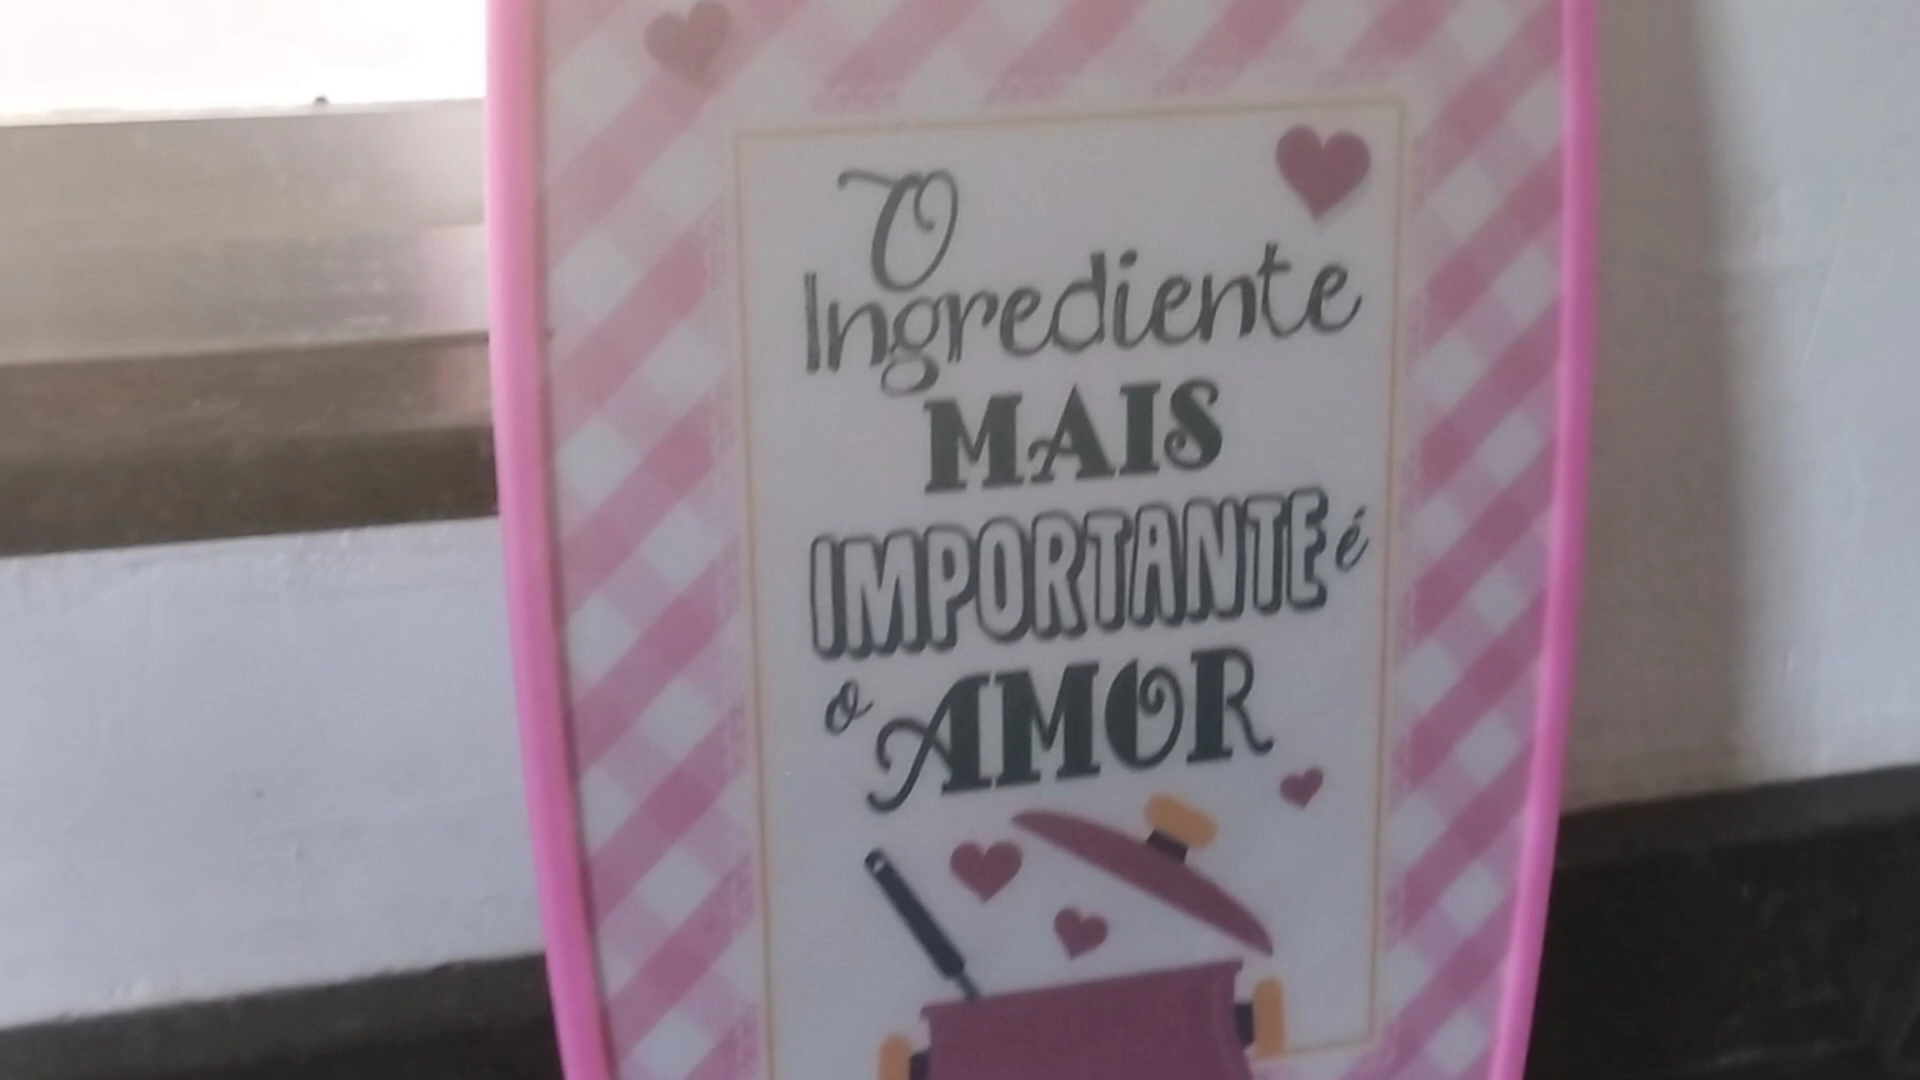 O
Ingrediente
MAIS
IMPORTANTE é
o AMOR